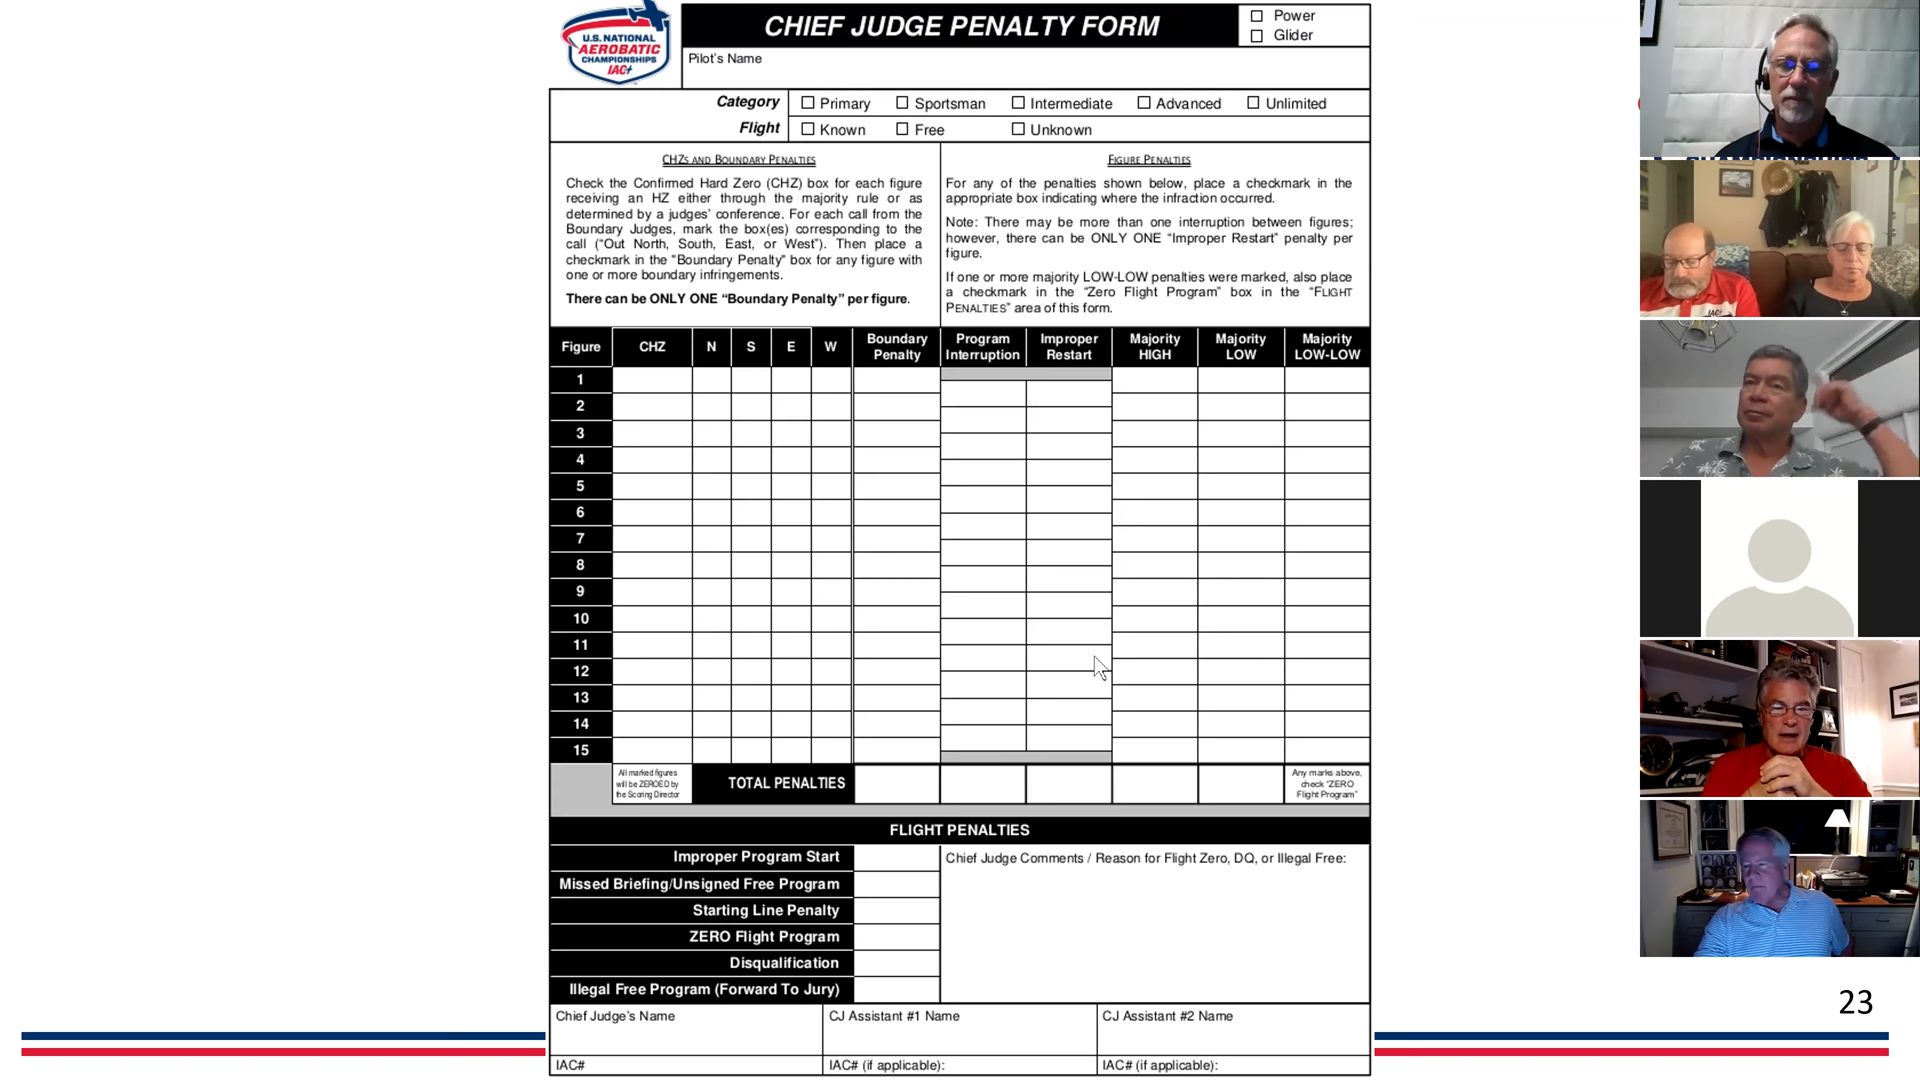 U.S. NATIONAL
AEROBATIC
CHAMPIONSHIPS
IAC
CHIEF JUDGE PENALTY FORM
Power
Glider
Pilot's Name
Category
Primary
Sportsman
Intermediate
Advanced
Unlimited
Flight
Known
Free
Unknown
CHZs AND BOUNDARY PENALTIES
Check the Confirmed Hard Zero (CHZ) box for each figure
receiving an HZ either through the majority rule or as
determined by a judges' conference. For each call from the
Boundary Judges, mark the box(es) corresponding to the
call ("Out North, South, East, or West"). Then place a
checkmark in the "Boundary Penalty" box for any figure with
one or more boundary infringements.
There can be ONLY ONE "Boundary Penalty" per figure.
FIGURE PENALTIES
For any of the penalties shown below, place a checkmark in the
appropriate box indicating where the infraction occurred.
Note: There may be more than one interruption between figures;
however, there can be ONLY ONE "Improper Restart" penalty per
figure.
If one or more majority LOW-LOW penalties were marked, also place
a checkmark in the "Zero Flight Program" box in the "FLIGHT
PENALTIES" area of this form.
Figure
CHZ
N
S
E
W
Boundary
Penalty
Program
Interruption
Improper
Restart
Majority
HIGH
Majority
LOW
Majority
LOW-LOW
1
2
3
4
5
6
7
8
9
10
11
12
13
14
15
All marked figures
will be ZEROED by
the Scoring Director
TOTAL PENALTIES
Any marks above,
check "ZERO
Flight Program"
FLIGHT PENALTIES
Improper Program Start
Missed Briefing/Unsigned Free Program
Starting Line Penalty
ZERO Flight Program
Disqualification
Illegal Free Program (Forward To Jury)
Chief Judge Comments / Reason for Flight Zero, DQ, or Illegal Free:
Chief Judge's Name
CJ Assistant #1 Name
CJ Assistant #2 Name
IAC#
IAC# (if applicable):
IAC# (if applicable):
23
IAC